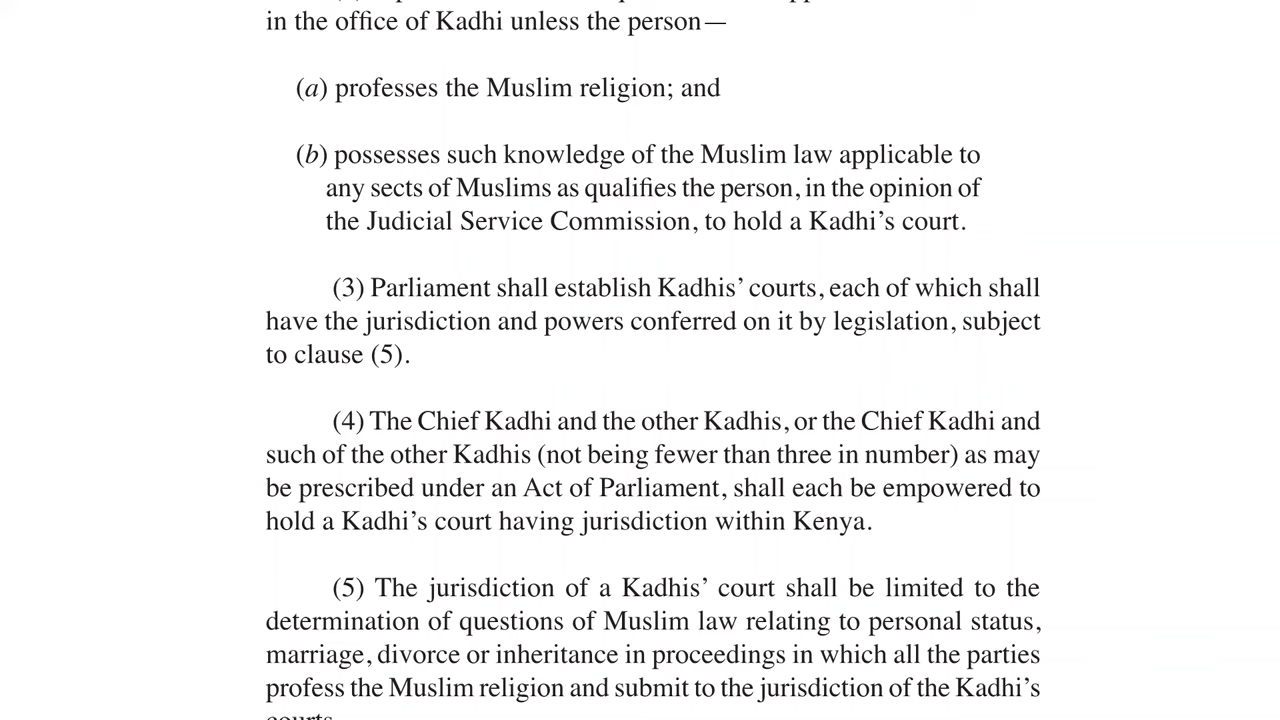 in the office of Kadhi unless the person—
(a) professes the Muslim religion; and
(b) possesses such knowledge of the Muslim law applicable to
any sects of Muslims as qualifies the person, in the opinion of
the Judicial Service Commission, to hold a Kadhi’s court.
(3) Parliament shall establish Kadhis’ courts, each of which shall
have the jurisdiction and powers conferred on it by legislation, subject
to clause (5).
(4) The Chief Kadhi and the other Kadhis, or the Chief Kadhi and
such of the other Kadhis (not being fewer than three in number) as may
be prescribed under an Act of Parliament, shall each be empowered to
hold a Kadhi’s court having jurisdiction within Kenya.
(5) The jurisdiction of a Kadhis’ court shall be limited to the
determination of questions of Muslim law relating to personal status,
marriage, divorce or inheritance in proceedings in which all the parties
profess the Muslim religion and submit to the jurisdiction of the Kadhi’s
courts.